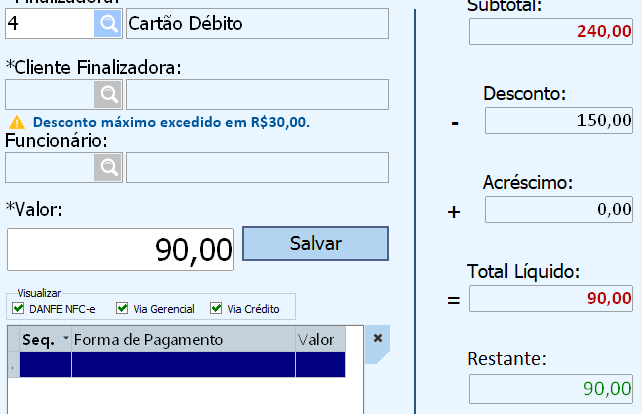 *Finalizadora:
4 Cartão Débito
*Cliente Finalizadora:
Desconto máximo excedido em R$30,00.
Funcionário:
*Valor:
90,00 Salvar
Visualizar
DANFE NFC-e Via Gerencial Via Crédito
Seq. Forma de Pagamento Valor
Subtotal:
240,00
Desconto:
- 150,00
Acréscimo:
+ 0,00
Total Líquido:
= 90,00
Restante:
90,00